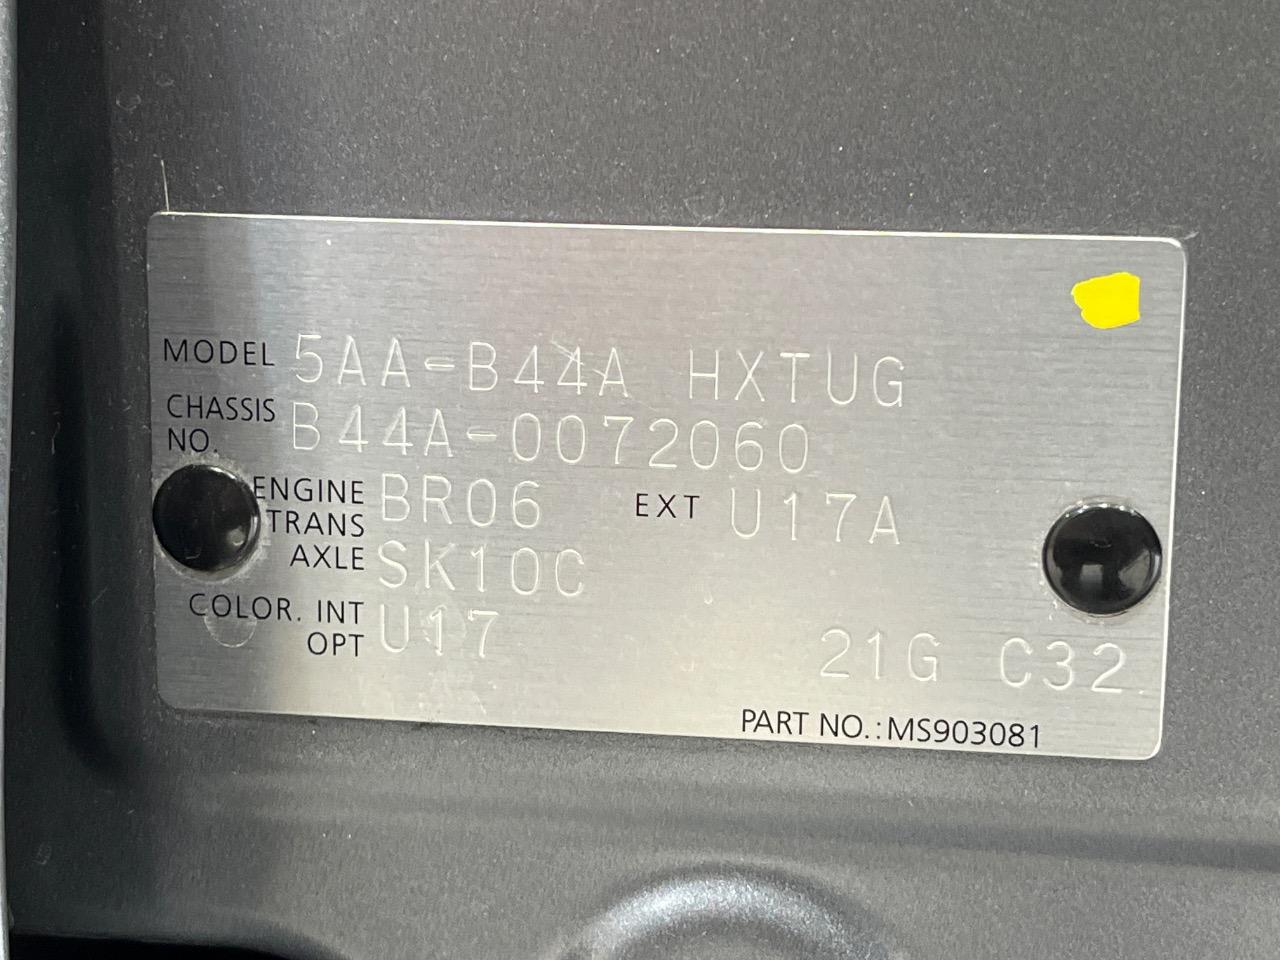 MODEL 5AA-B44A HXTUG
CHASSIS NO. B44A-0072060
ENGINE BR06 EXT U17A
TRANS AXLE SK10C
COLOR. INT U17
OPT 21G C32
PART NO.:MS903081